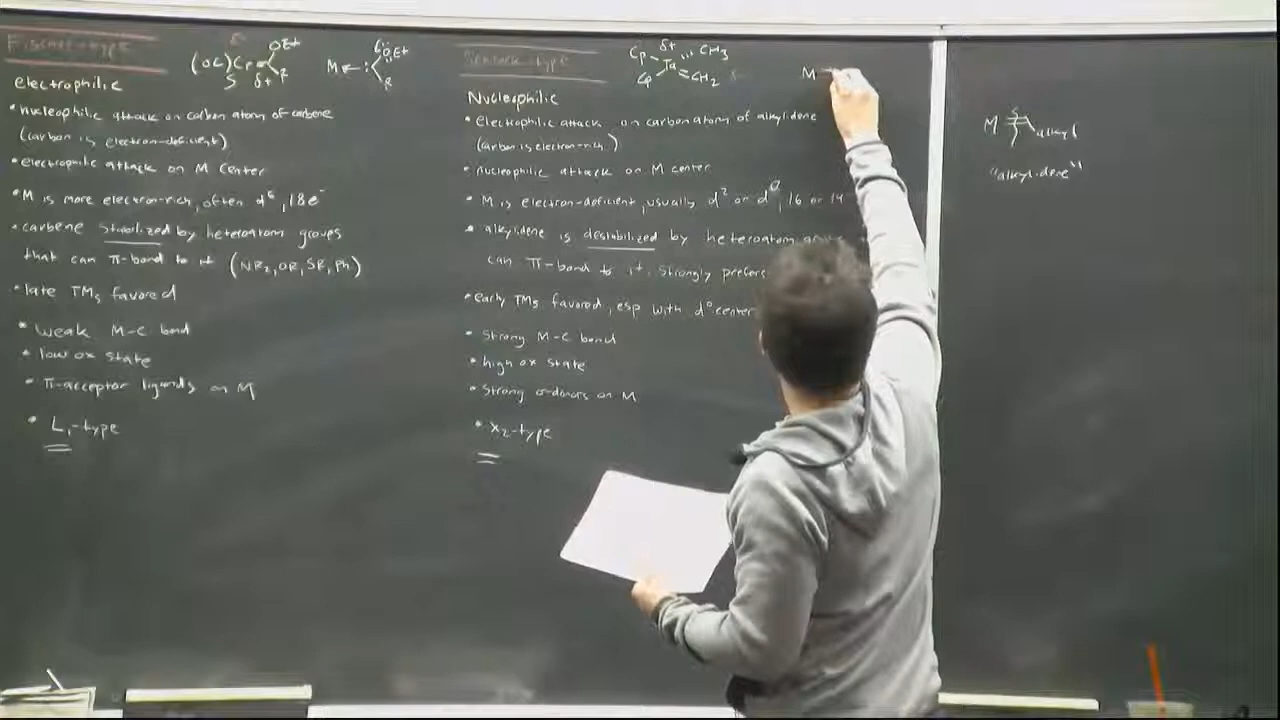 Fischer-type
(OC)5Cr OEt R δ+
M← :C OEt R
electrophilic
• nucleophilic attack on carbon atom of carbene
(carbon is electron-deficient)
• electrophilic attack on M center
• M is more electron-rich, often d6, 18e-
• carbene stabilized by heteroatom groups
that can π-bond to it (NR2, OR, SR, Ph)
• late TMs favored
• weak M-C bond
• low ox state
• π-acceptor ligands on M
• L1-type
Schrock-type
Cp Cp Ta δ+ CH3 =CH2 δ-
M
Nucleophilic
• electrophilic attack on carbon atom of alkylidene
(carbon is electron-rich)
• nucleophilic attack on M center
• M is electron-deficient, usually d2 or d0, 16 or 14
• alkylidene is destabilized by heteroatom
can π-bond to it. Strongly prefers
• early TMs favored, esp with d0 center
• strong M-C bond
• high ox state
• strong σ-donors on M
• X2-type
M alkyl
"alkylidene"